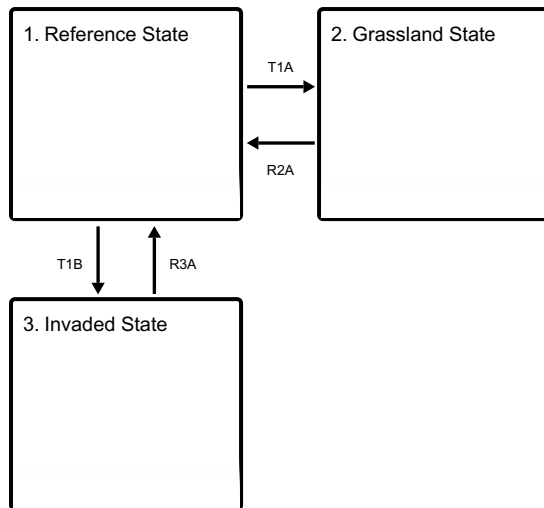 1. Reference State
2. Grassland State
T1A
R2A
T1B
R3A
3. Invaded State